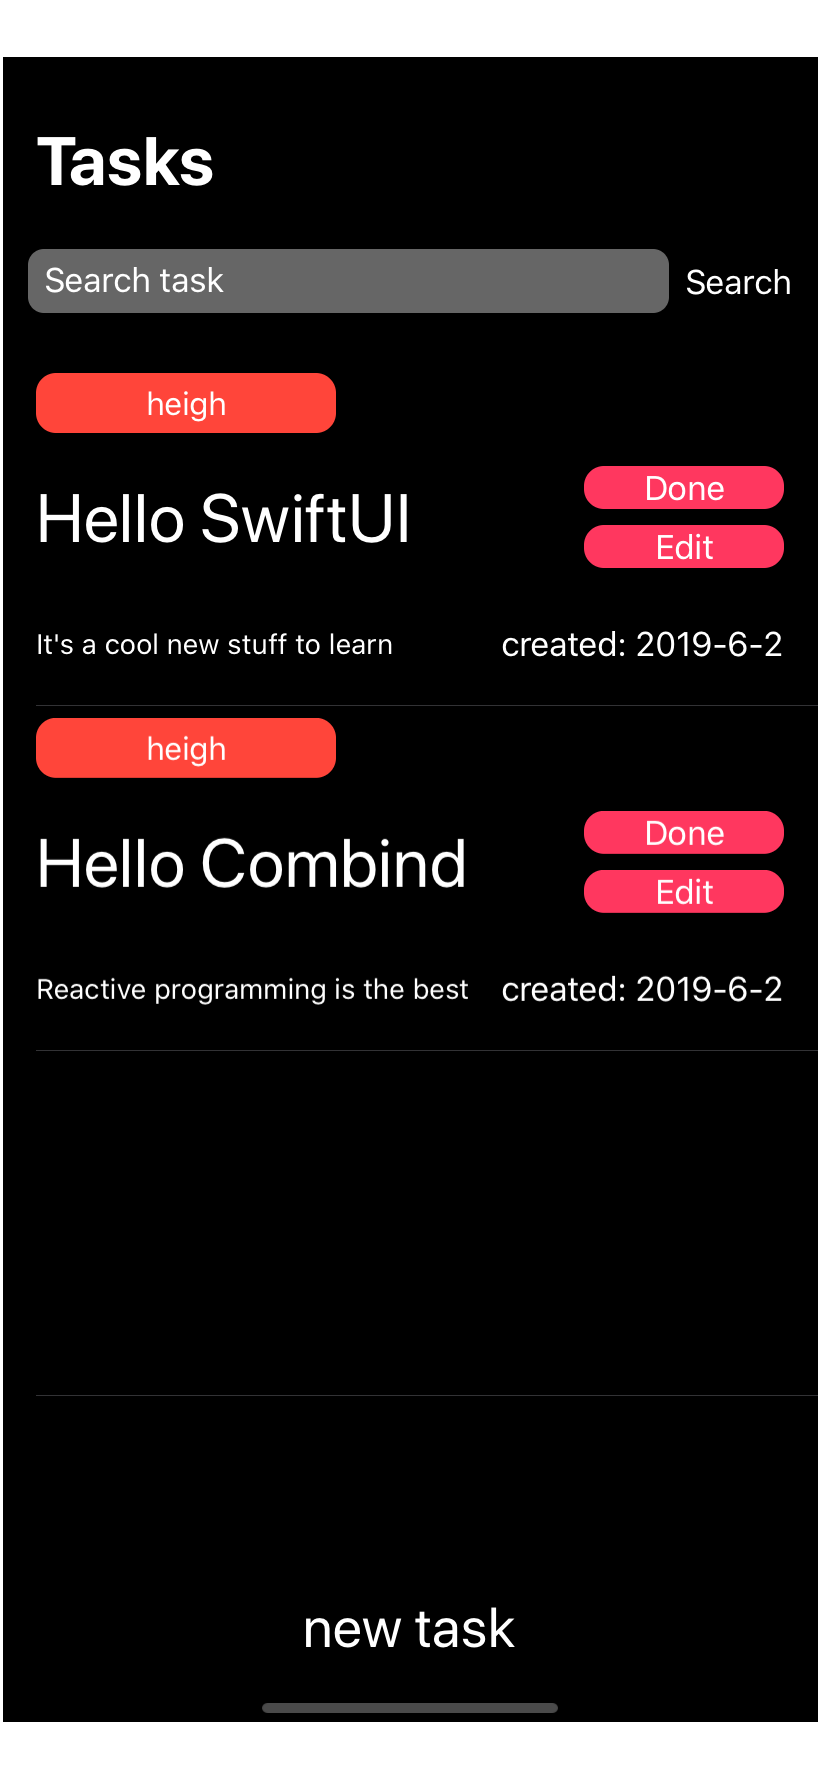 Tasks
Search task
Search
heigh
Hello SwiftUI
Done
Edit
It's a cool new stuff to learn
created: 2019-6-2
heigh
Hello Combind
Done
Edit
Reactive programming is the best
created: 2019-6-2
new task